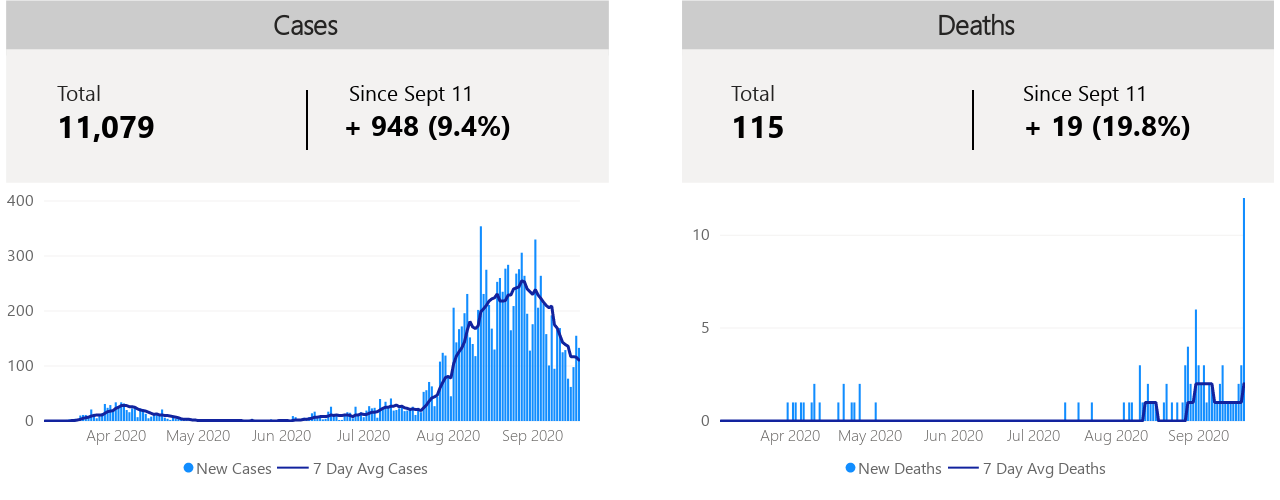 Cases
Total
11,079
Since Sept 11
+ 948 (9.4%)
400
300
200
100
0
Apr 2020 May 2020 Jun 2020 Jul 2020 Aug 2020 Sep 2020
New Cases 7 Day Avg Cases
Deaths
Total
115
Since Sept 11
+ 19 (19.8%)
10
5
0
Apr 2020 May 2020 Jun 2020 Jul 2020 Aug 2020 Sep 2020
New Deaths 7 Day Avg Deaths